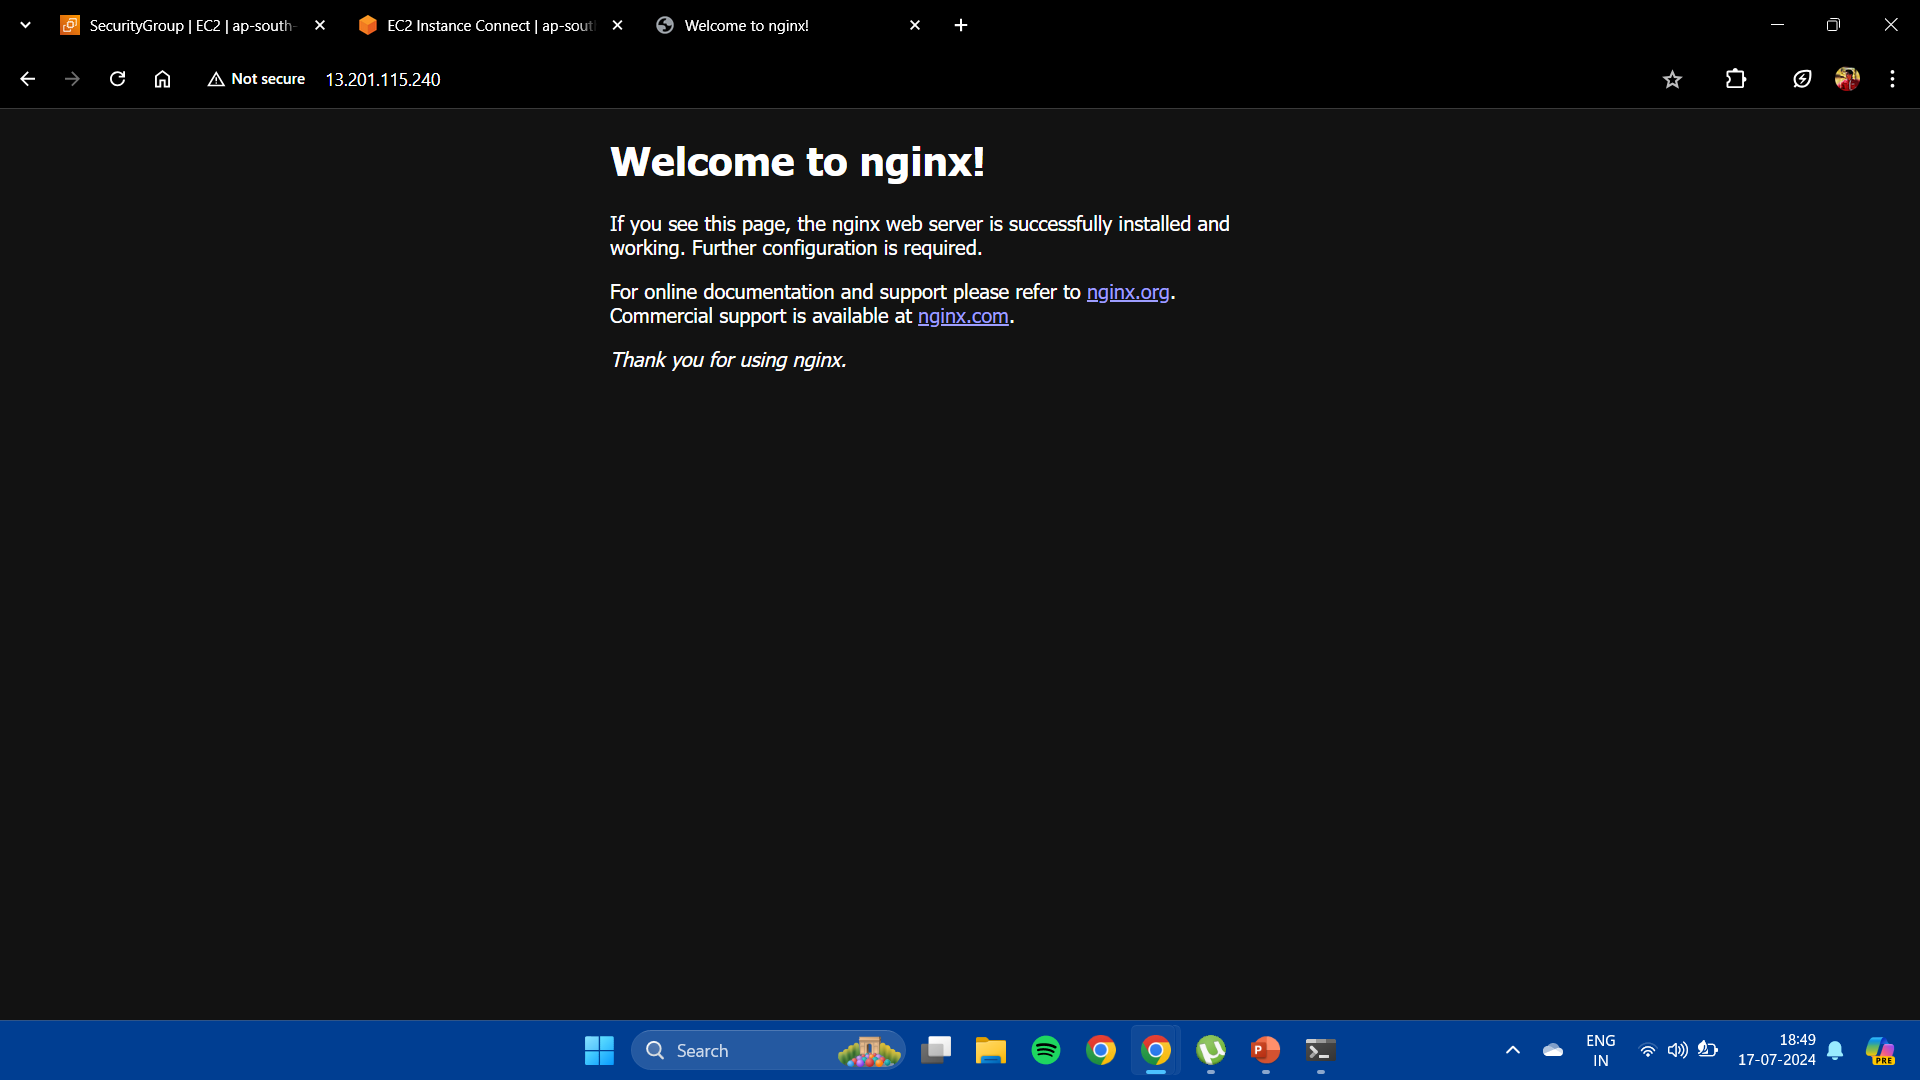 SecurityGroup | EC2 | ap-south-
EC2 Instance Connect | ap-sout
Welcome to nginx!
Not secure
13.201.115.240
Welcome to nginx!
If you see this page, the nginx web server is successfully installed and
working. Further configuration is required.
For online documentation and support please refer to nginx.org.
Commercial support is available at nginx.com.
Thank you for using nginx.
Search
P
ENG
IN
18:49
17-07-2024
PRE